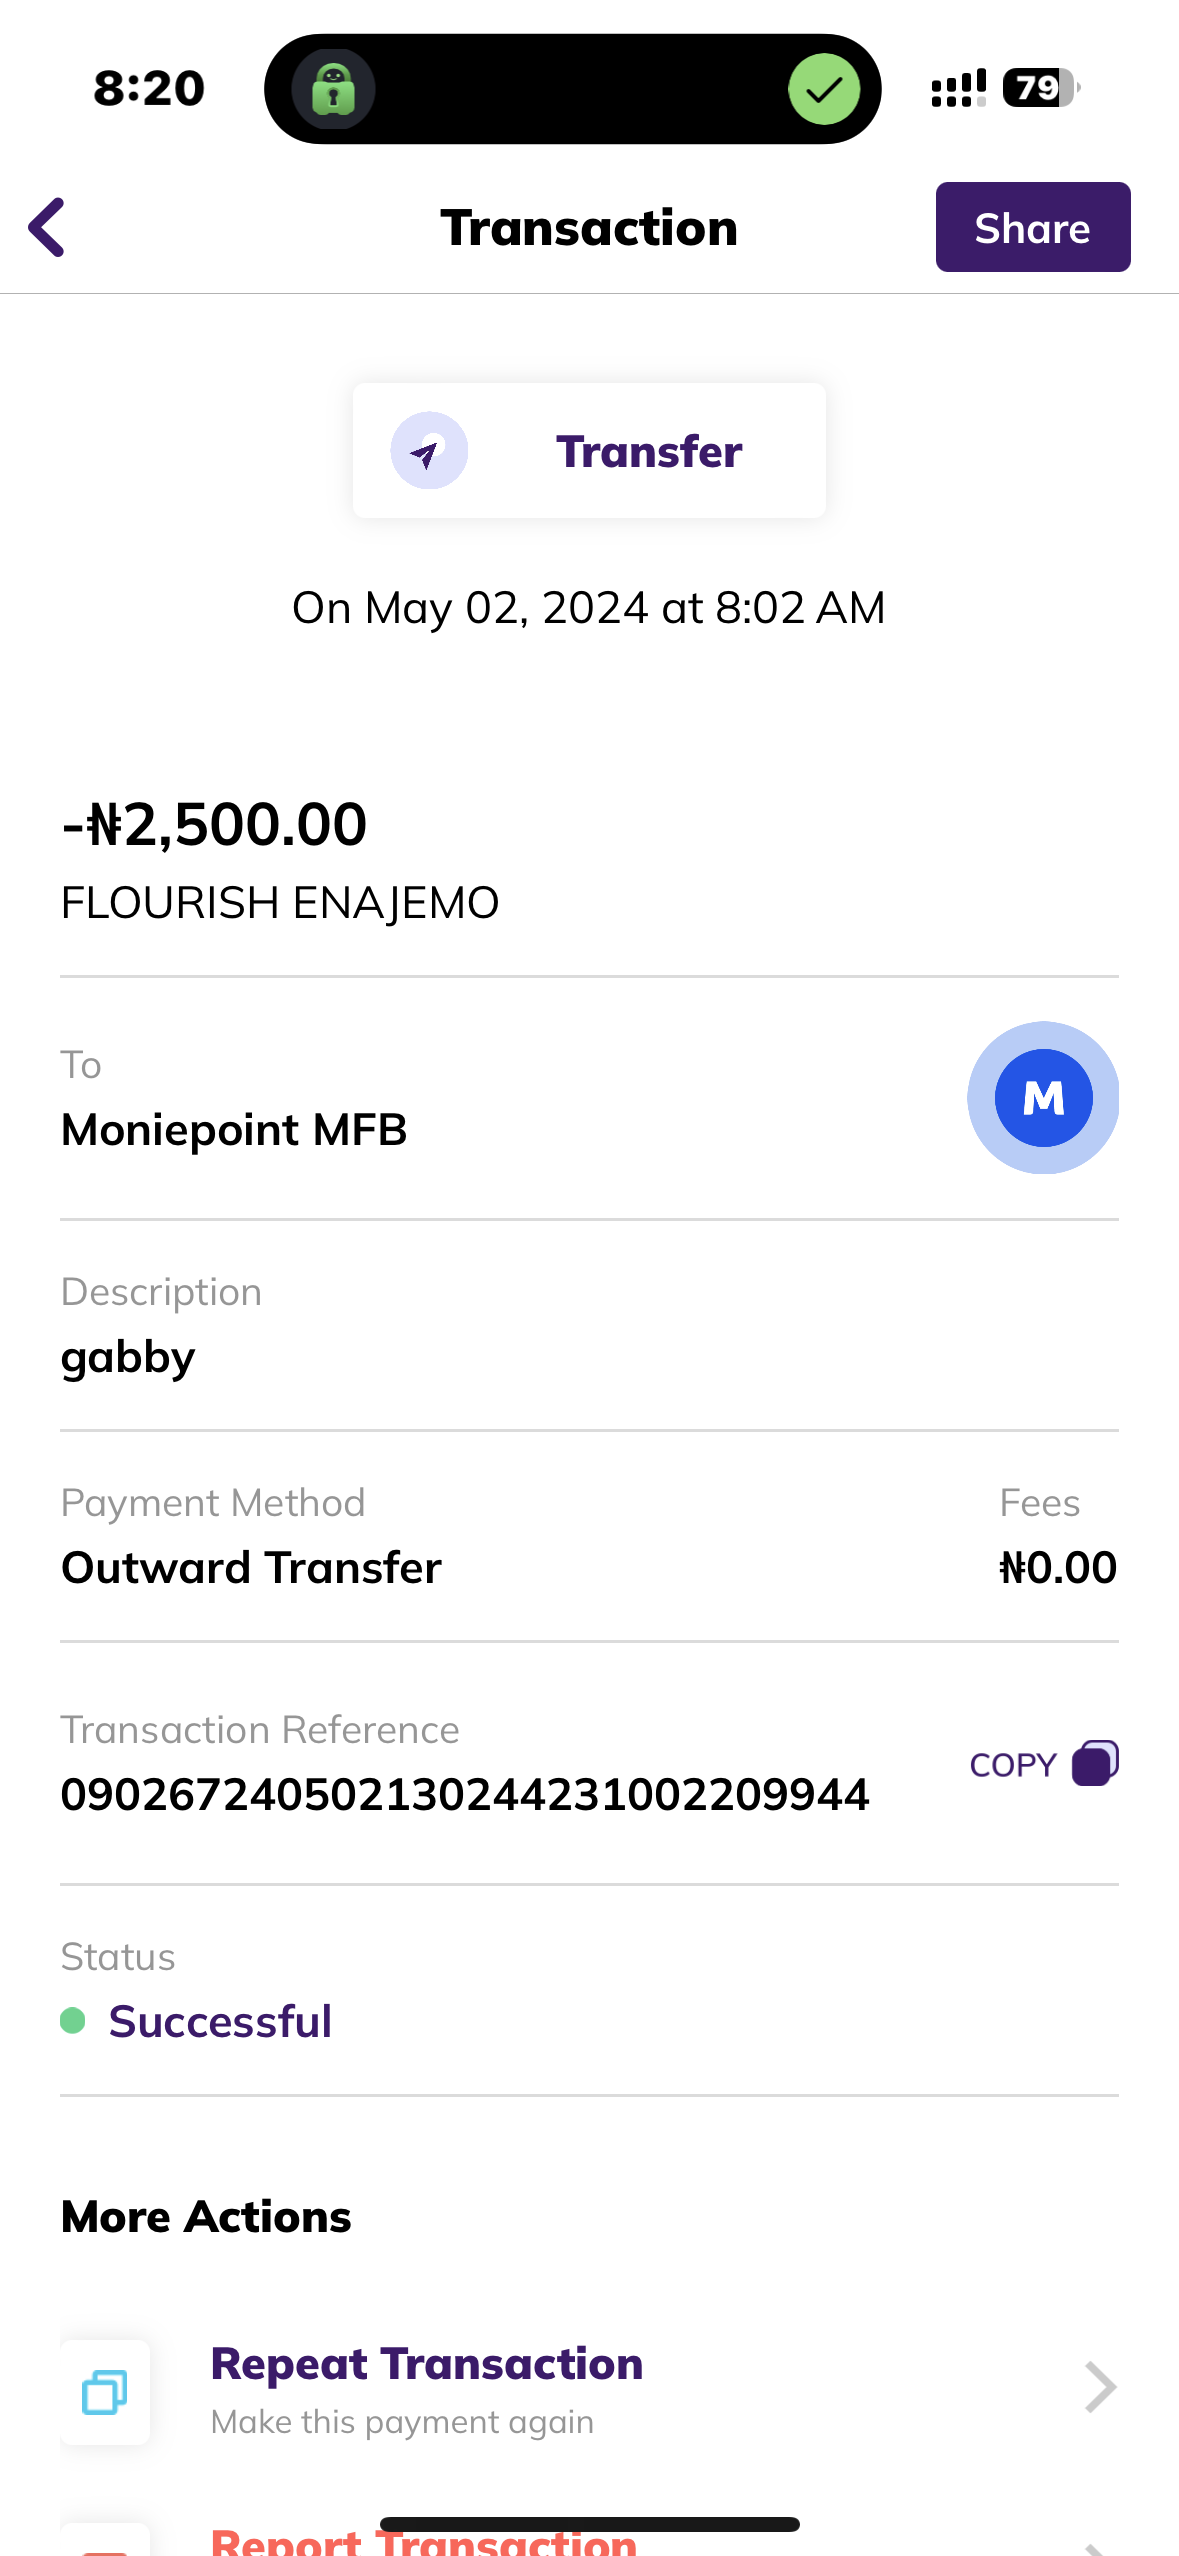 8:20
79
Transaction
Share
Transfer
On May 02, 2024 at 8:02 AM
-₦2,500.00
FLOURISH ENAJEMO
To
Moniepoint MFB
M
Description
gabby
Payment Method
Fees
Outward Transfer
₦0.00
Transaction Reference
090267240502130244231002209944
COPY
Status
Successful
More Actions
Repeat Transaction
Make this payment again
Report Transaction